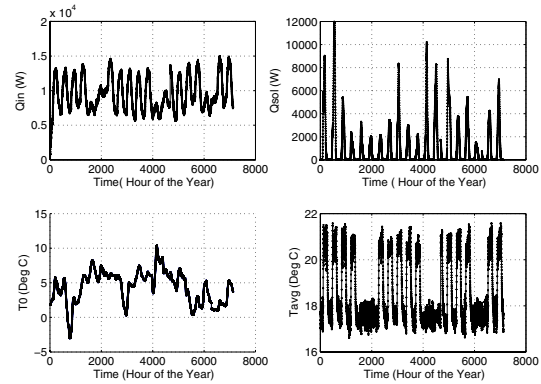 x 10^4
2
1.5
1
0.5
0
Qin (W)
0 2000 4000 6000 8000
Time( Hour of the Year)
12000
10000
8000
6000
4000
2000
0
Qsol (W)
0 2000 4000 6000 8000
Time ( Hour of the Year)
15
10
5
0
−5
T0 (Deg C)
0 2000 4000 6000 8000
Time (Hour of the Year)
22
20
18
16
Tavg (Deg C)
0 2000 4000 6000 8000
Time (Hour of the Year)